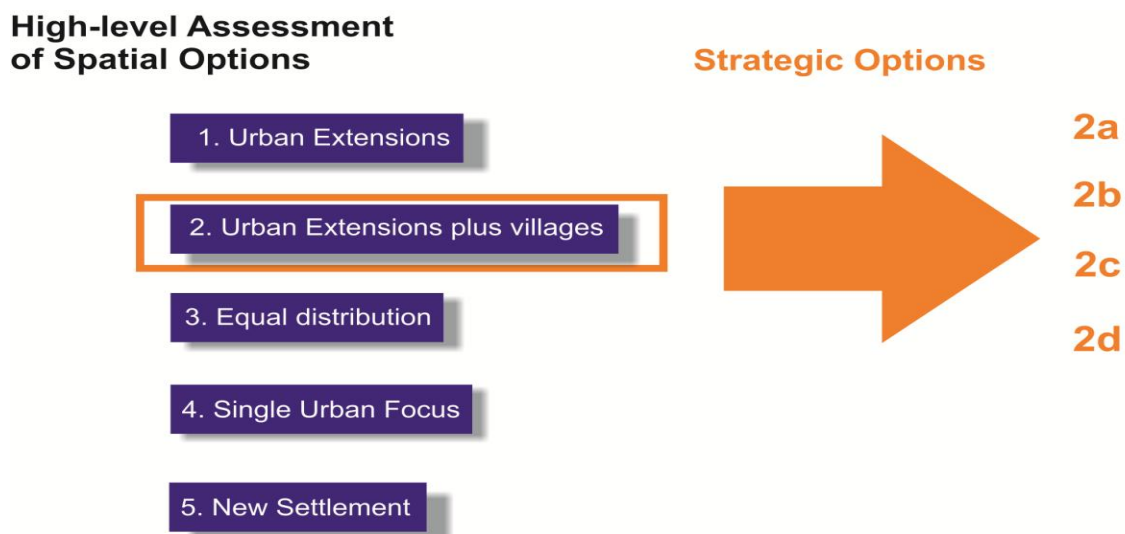 High-level Assessment
of Spatial Options
Strategic Options
1. Urban Extensions
2. Urban Extensions plus villages
3. Equal distribution
4. Single Urban Focus
5. New Settlement
2a
2b
2c
2d